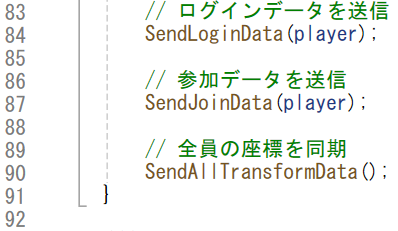 83 // ログインデータを送信
84 SendLoginData(player);
85
86 // 参加データを送信
87 SendJoinData(player);
88
89 // 全員の座標を同期
90 SendAllTransformData();
91 }
92